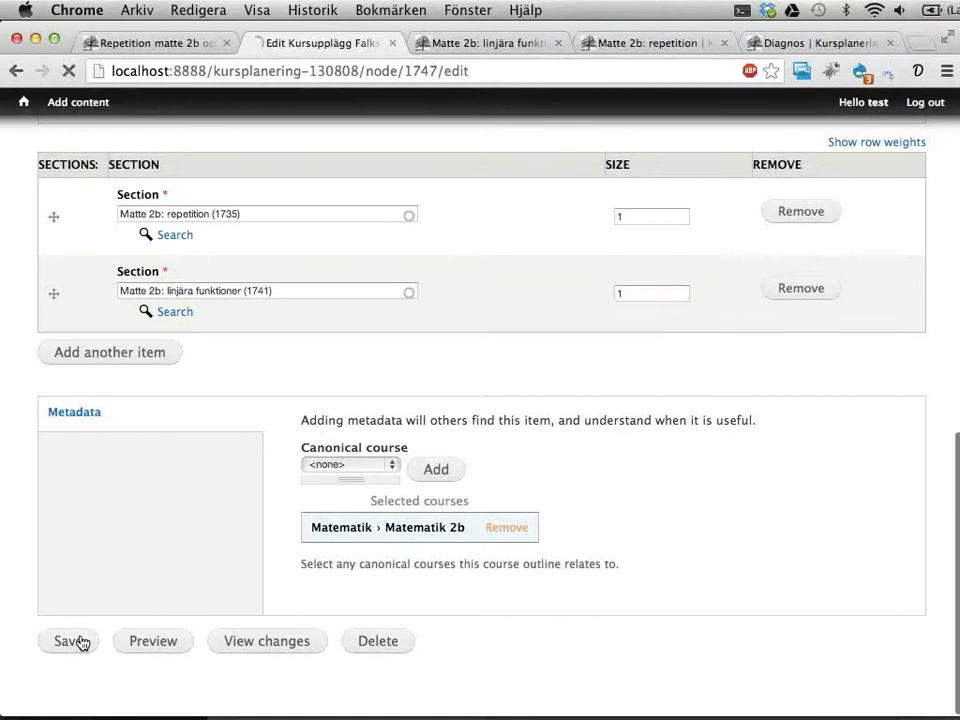 Chrome Arkiv Redigera Visa Historik Bokmärken Fönster Hjälp
Repetition matte 2b oc Edit Kursupplägg Falks Matte 2b: linjära funkti Matte 2b: repetition | K Diagnos | Kursplanerin
localhost:8888/kursplanering-130808/node/1747/edit ABP 3
Add content Hello test Log out
Show row weights
SECTIONS: SECTION SIZE REMOVE
Section *
Matte 2b: repetition (1735) 1 Remove
Search
Section *
Matte 2b: linjära funktioner (1741) 1 Remove
Search
Add another item
Metadata
Adding metadata will others find this item, and understand when it is useful.
Canonical course
<none> Add
Selected courses
Matematik › Matematik 2b Remove
Select any canonical courses this course outline relates to.
Save Preview View changes Delete